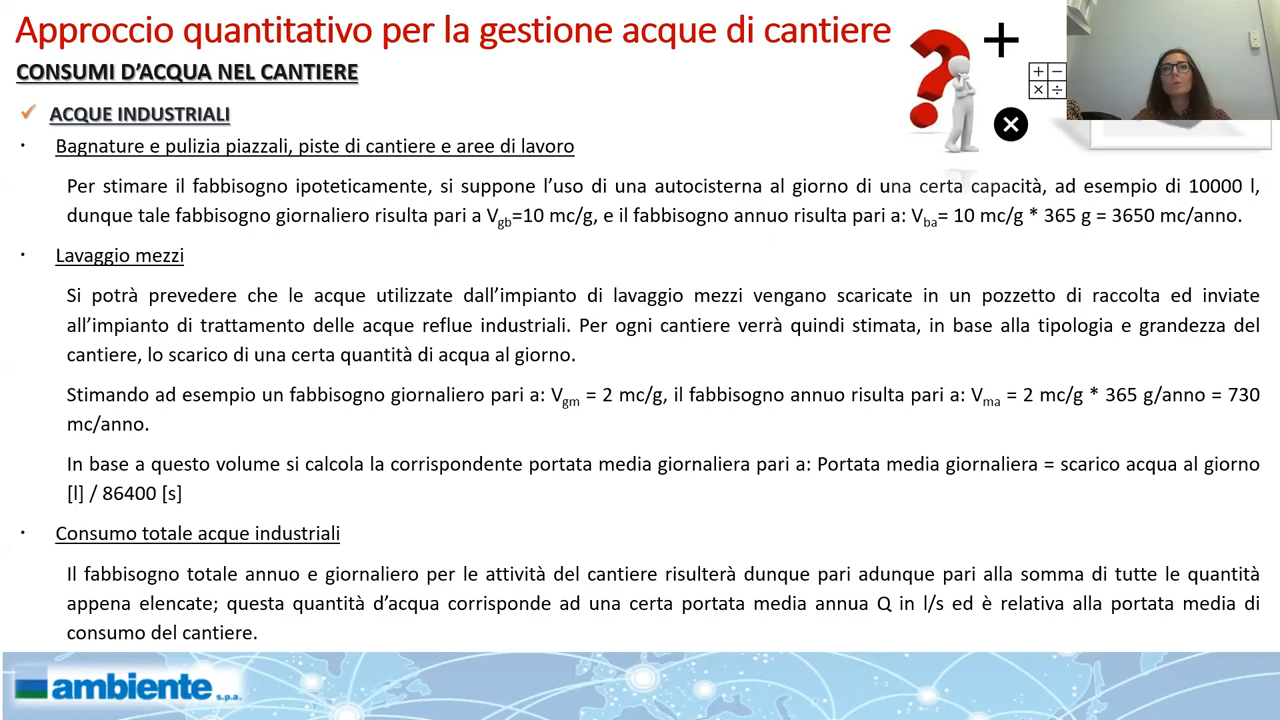 Approccio quantitativo per la gestione acque di cantiere
CONSUMI D'ACQUA NEL CANTIERE
✓ ACQUE INDUSTRIALI
· Bagnature e pulizia piazzali, piste di cantiere e aree di lavoro
Per stimare il fabbisogno ipoteticamente, si suppone l'uso di una autocisterna al giorno di una certa capacità, ad esempio di 10000 l,
dunque tale fabbisogno giornaliero risulta pari a Vgb=10 mc/g, e il fabbisogno annuo risulta pari a: Vba= 10 mc/g * 365 g = 3650 mc/anno.
· Lavaggio mezzi
Si potrà prevedere che le acque utilizzate dall'impianto di lavaggio mezzi vengano scaricate in un pozzetto di raccolta ed inviate
all'impianto di trattamento delle acque reflue industriali. Per ogni cantiere verrà quindi stimata, in base alla tipologia e grandezza del
cantiere, lo scarico di una certa quantità di acqua al giorno.
Stimando ad esempio un fabbisogno giornaliero pari a: Vgm = 2 mc/g, il fabbisogno annuo risulta pari a: Vma = 2 mc/g * 365 g/anno = 730
mc/anno.
In base a questo volume si calcola la corrispondente portata media giornaliera pari a: Portata media giornaliera = scarico acqua al giorno
[l] / 86400 [s]
· Consumo totale acque industriali
Il fabbisogno totale annuo e giornaliero per le attività del cantiere risulterà dunque pari adunque pari alla somma di tutte le quantità
appena elencate; questa quantità d'acqua corrisponde ad una certa portata media annua Q in l/s ed è relativa alla portata media di
consumo del cantiere.
ambiente s.p.a.